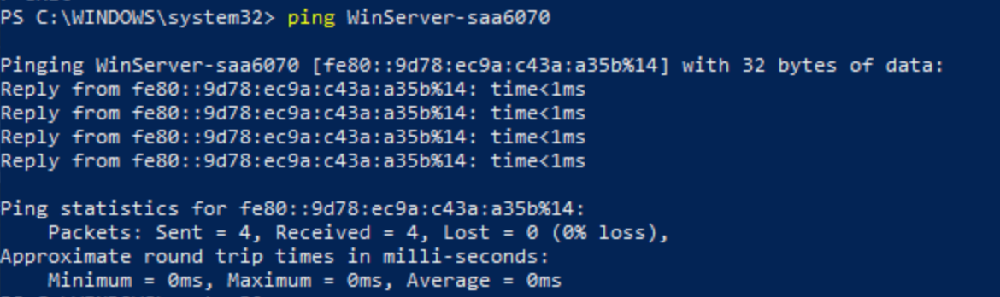 PS C:\WINDOWS\system32> ping WinServer-saa6070
Pinging WinServer-saa6070 [fe80::9d78:ec9a:c43a:a35b%14] with 32 bytes of data:
Reply from fe80::9d78:ec9a:c43a:a35b%14: time<1ms
Reply from fe80::9d78:ec9a:c43a:a35b%14: time<1ms
Reply from fe80::9d78:ec9a:c43a:a35b%14: time<1ms
Reply from fe80::9d78:ec9a:c43a:a35b%14: time<1ms
Ping statistics for fe80::9d78:ec9a:c43a:a35b%14:
    Packets: Sent = 4, Received = 4, Lost = 0 (0% loss),
Approximate round trip times in milli-seconds:
    Minimum = 0ms, Maximum = 0ms, Average = 0ms